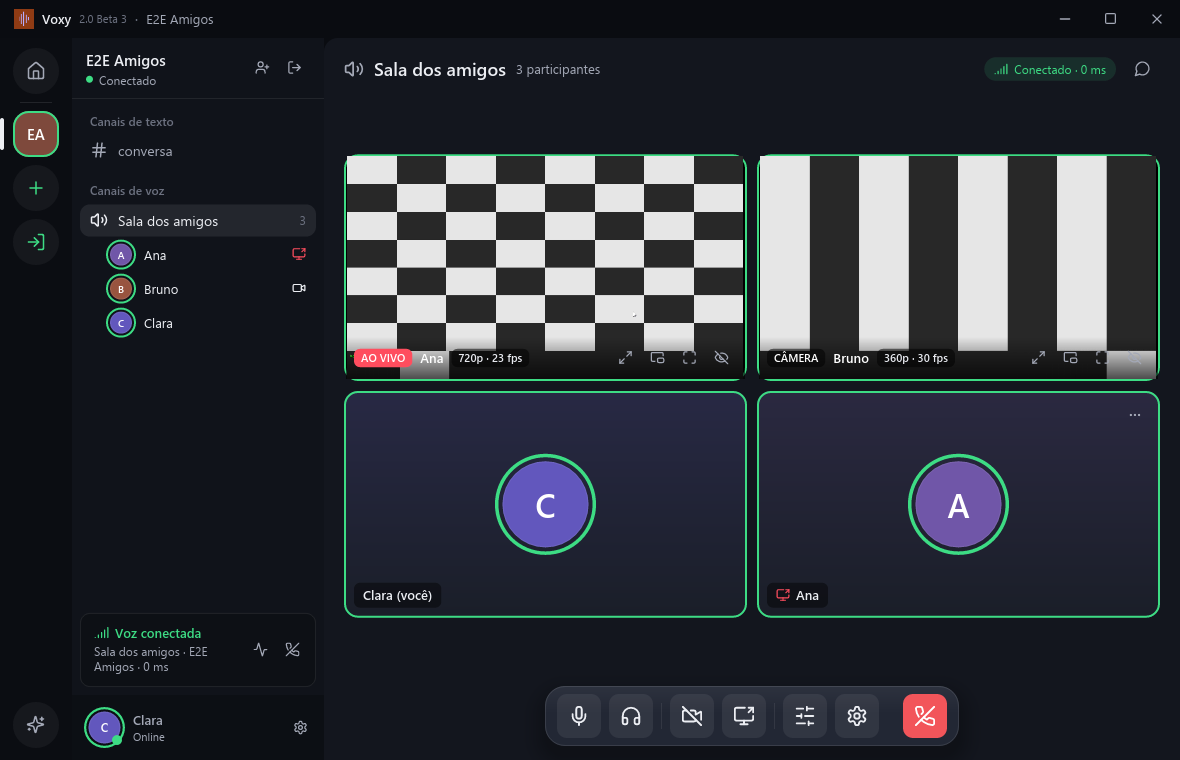 Voxy 2.0 Beta 3 · E2E Amigos
E2E Amigos
Conectado
Sala dos amigos 3 participantes
Conectado · 0 ms
EA
Canais de texto
conversa
Canais de voz
Sala dos amigos 3
A Ana
B Bruno
C Clara
AO VIVO Ana 720p · 23 fps
CÂMERA Bruno 360p · 30 fps
C
Clara (você)
A
Ana
Voz conectada
Sala dos amigos · E2E
Amigos · 0 ms
C
Clara
Online